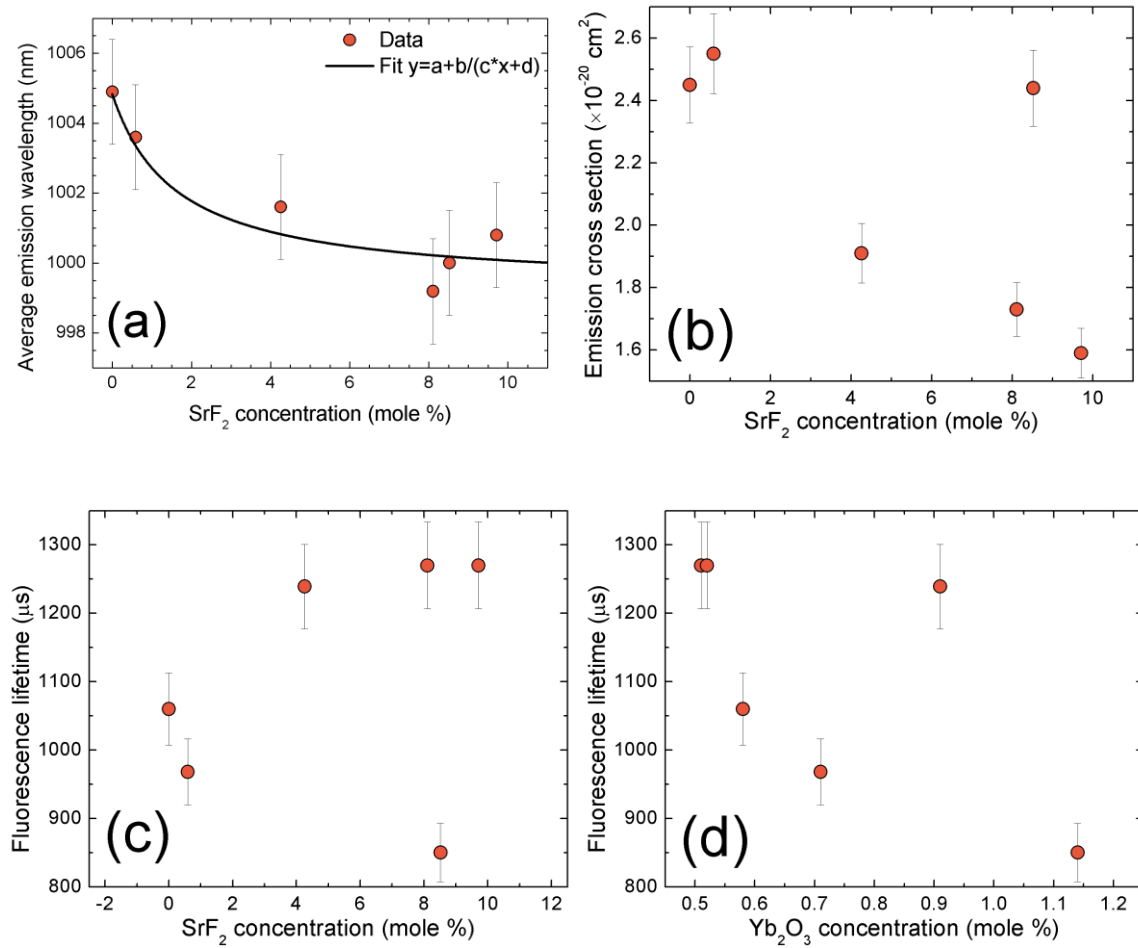 Average emission wavelength (nm)
1006
1004
1002
1000
998
Data
Fit y=a+b/(c*x+d)
(a)
0 2 4 6 8 10
SrF₂ concentration (mole %)
Emission cross section (×10⁻²⁰ cm²)
2.6
2.4
2.2
2.0
1.8
1.6
(b)
0 2 4 6 8 10
SrF₂ concentration (mole %)
Fluorescence lifetime (μs)
1300
1200
1100
1000
900
800
(c)
-2 0 2 4 6 8 10 12
SrF₂ concentration (mole %)
Fluorescence lifetime (μs)
1300
1200
1100
1000
900
800
(d)
0.5 0.6 0.7 0.8 0.9 1.0 1.1 1.2
Yb₂O₃ concentration (mole %)